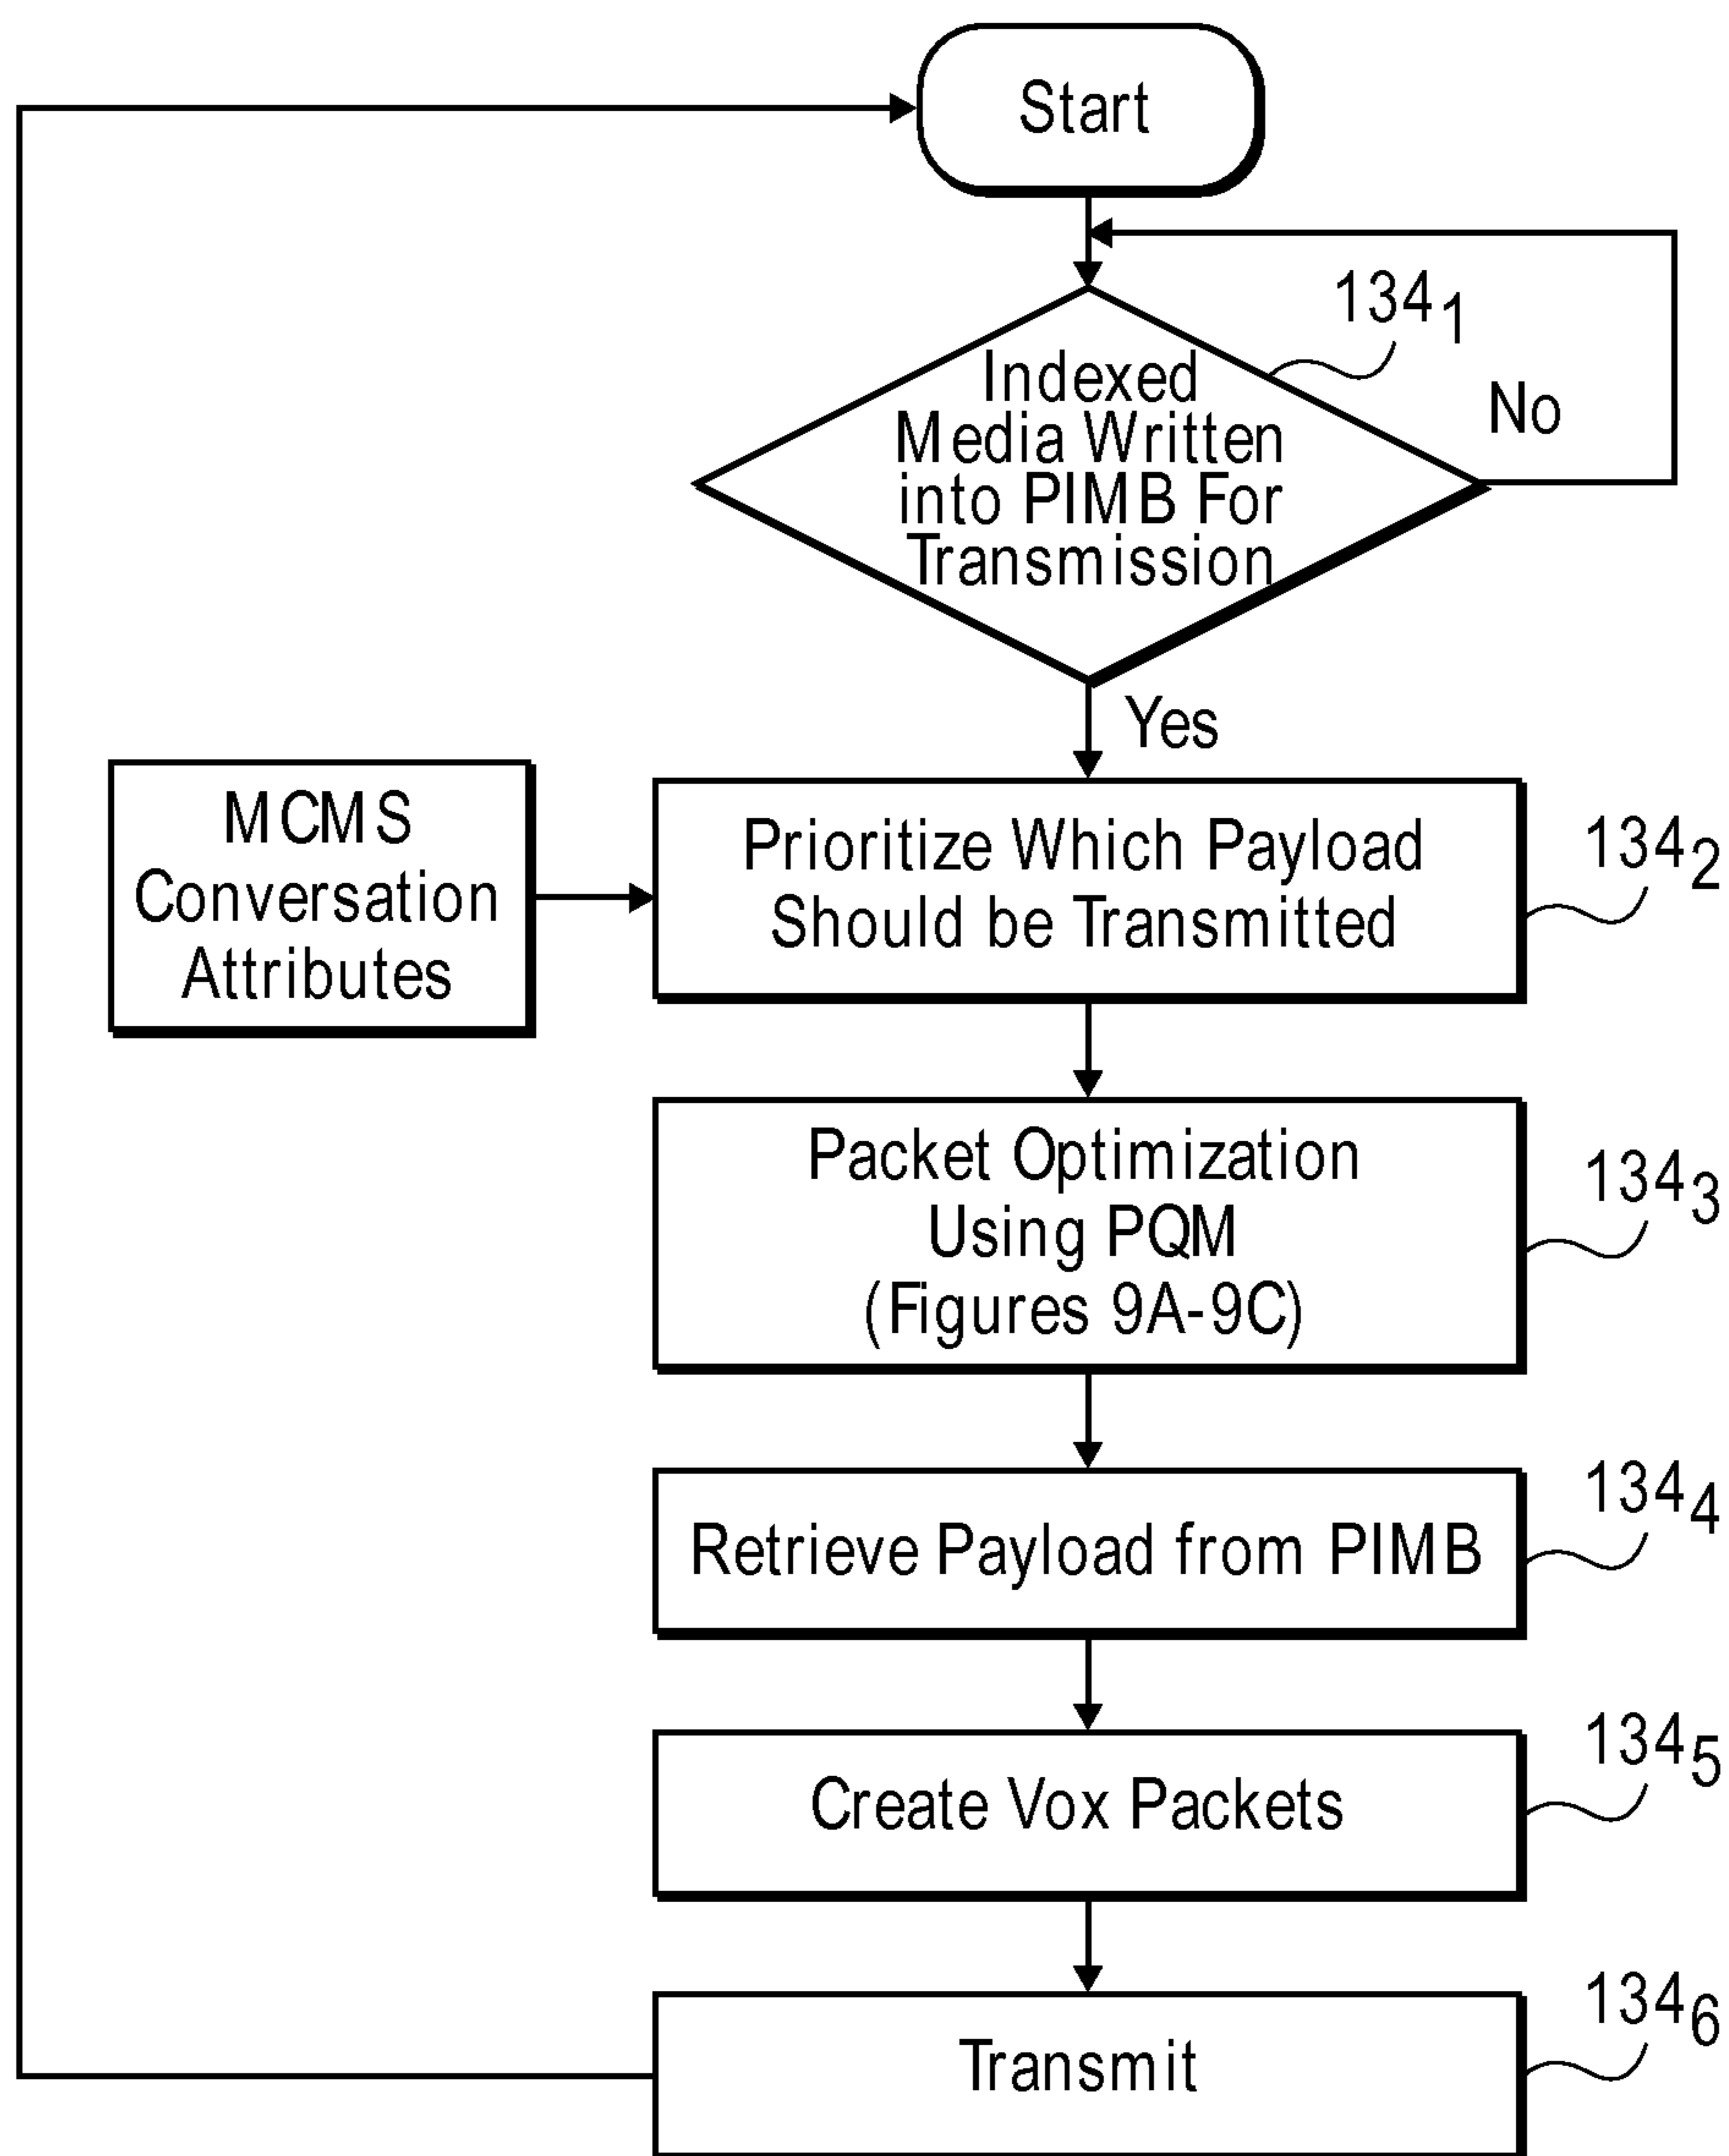 Start
134₁
Indexed
Media Written
into PIMB For
Transmission
No
Yes
MCMS
Conversation
Attributes
Prioritize Which Payload
Should be Transmitted
134₂
Packet Optimization
Using PQM
(Figures 9A-9C)
134₃
Retrieve Payload from PIMB
134₄
Create Vox Packets
134₅
Transmit
134₆